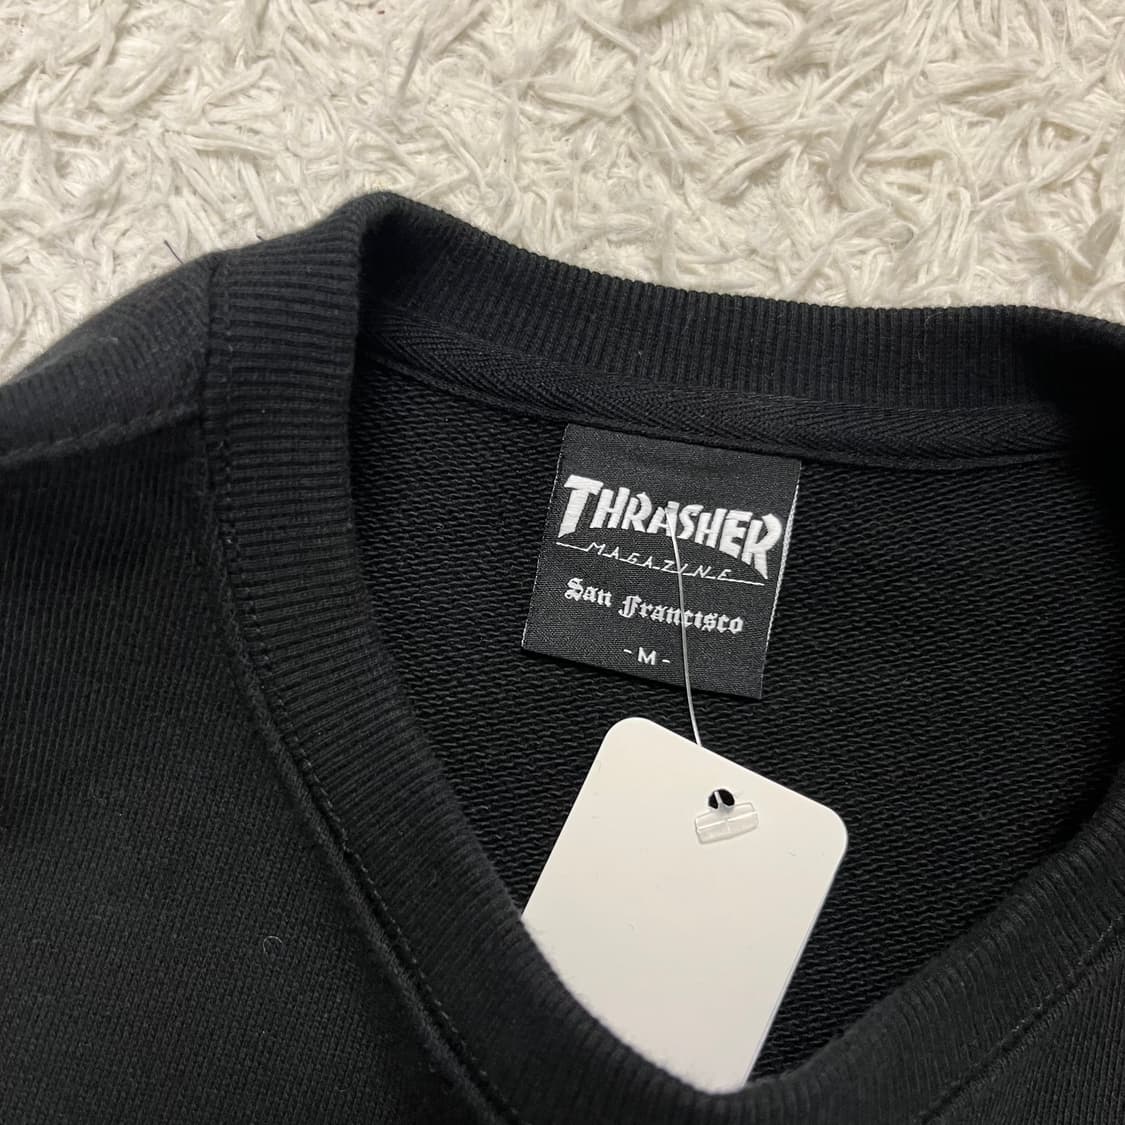 THRASHER
MAGAZINE
San Francisco
-M-